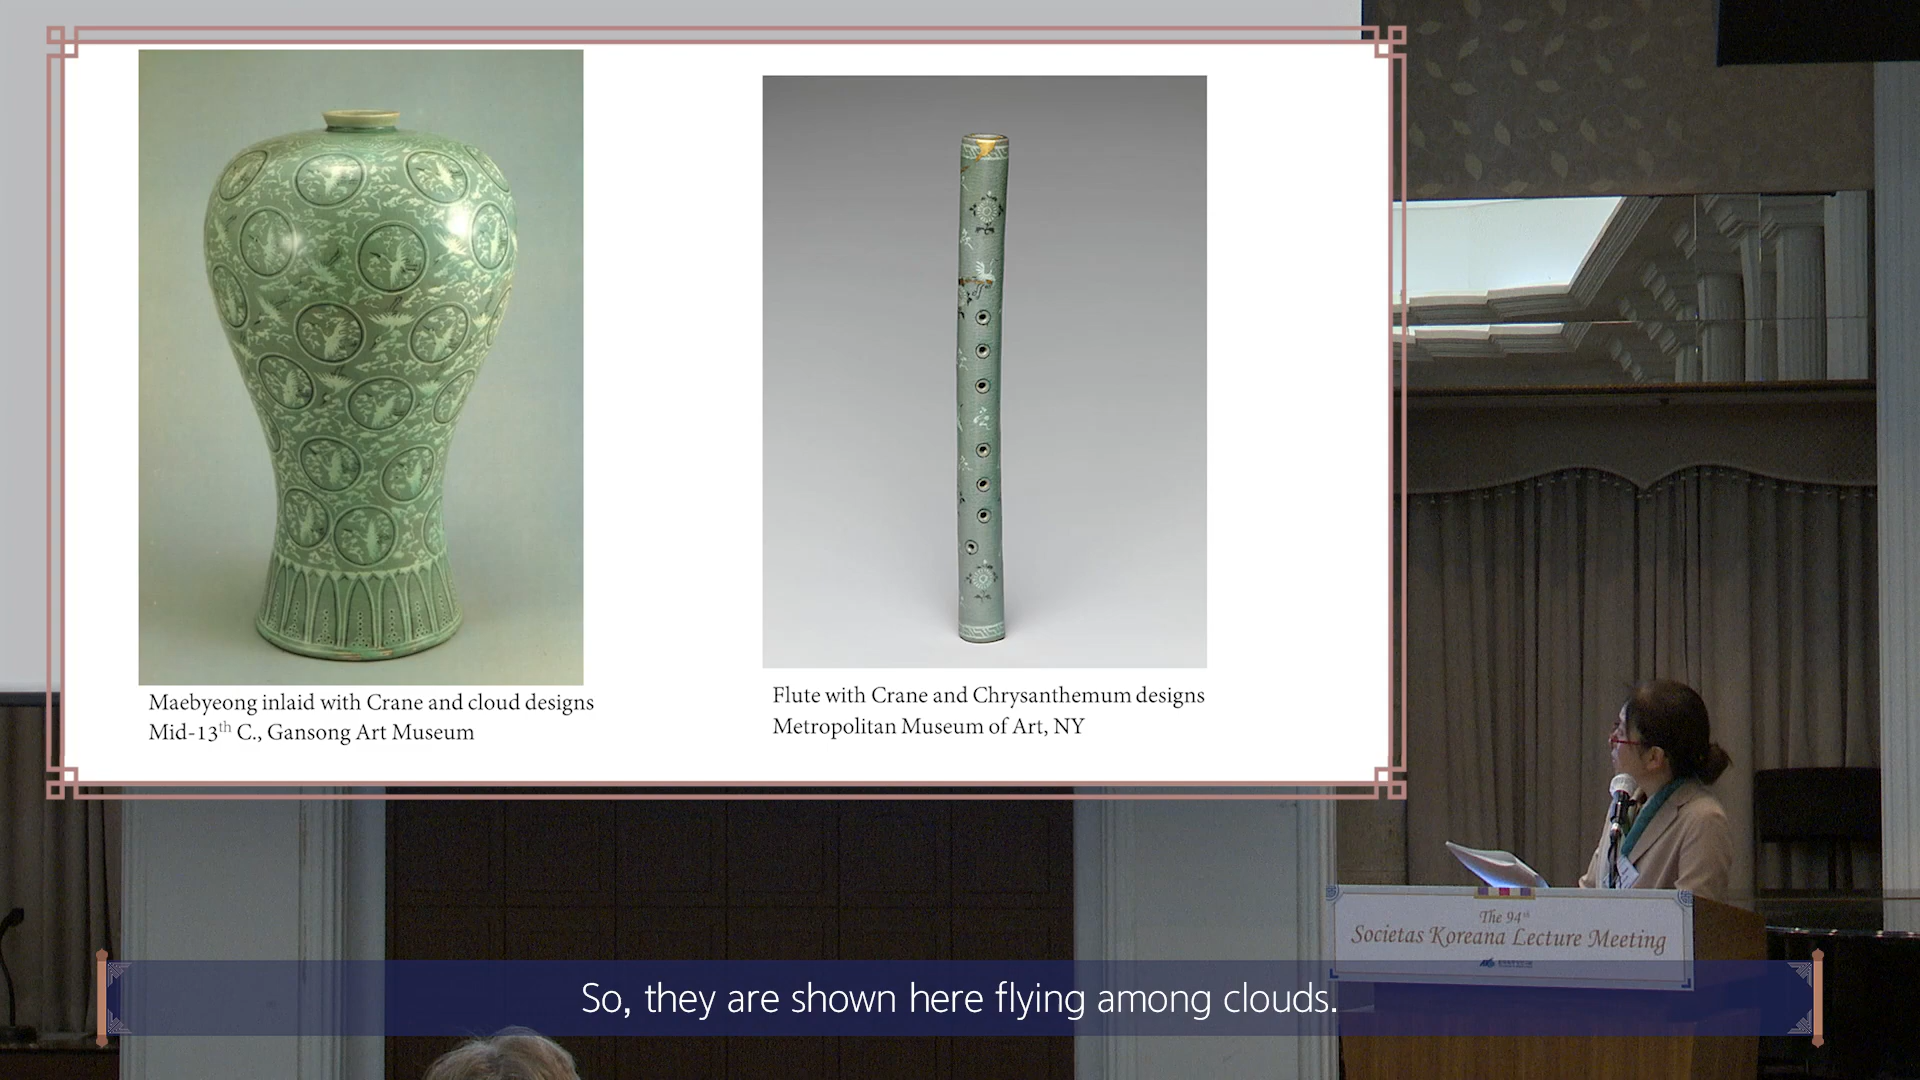 Maebyeong inlaid with Crane and cloud designs
Mid-13th C., Gansong Art Museum
Flute with Crane and Chrysanthemum designs
Metropolitan Museum of Art, NY
The 94th
Societas Koreana Lecture Meeting
So, they are shown here flying among clouds.